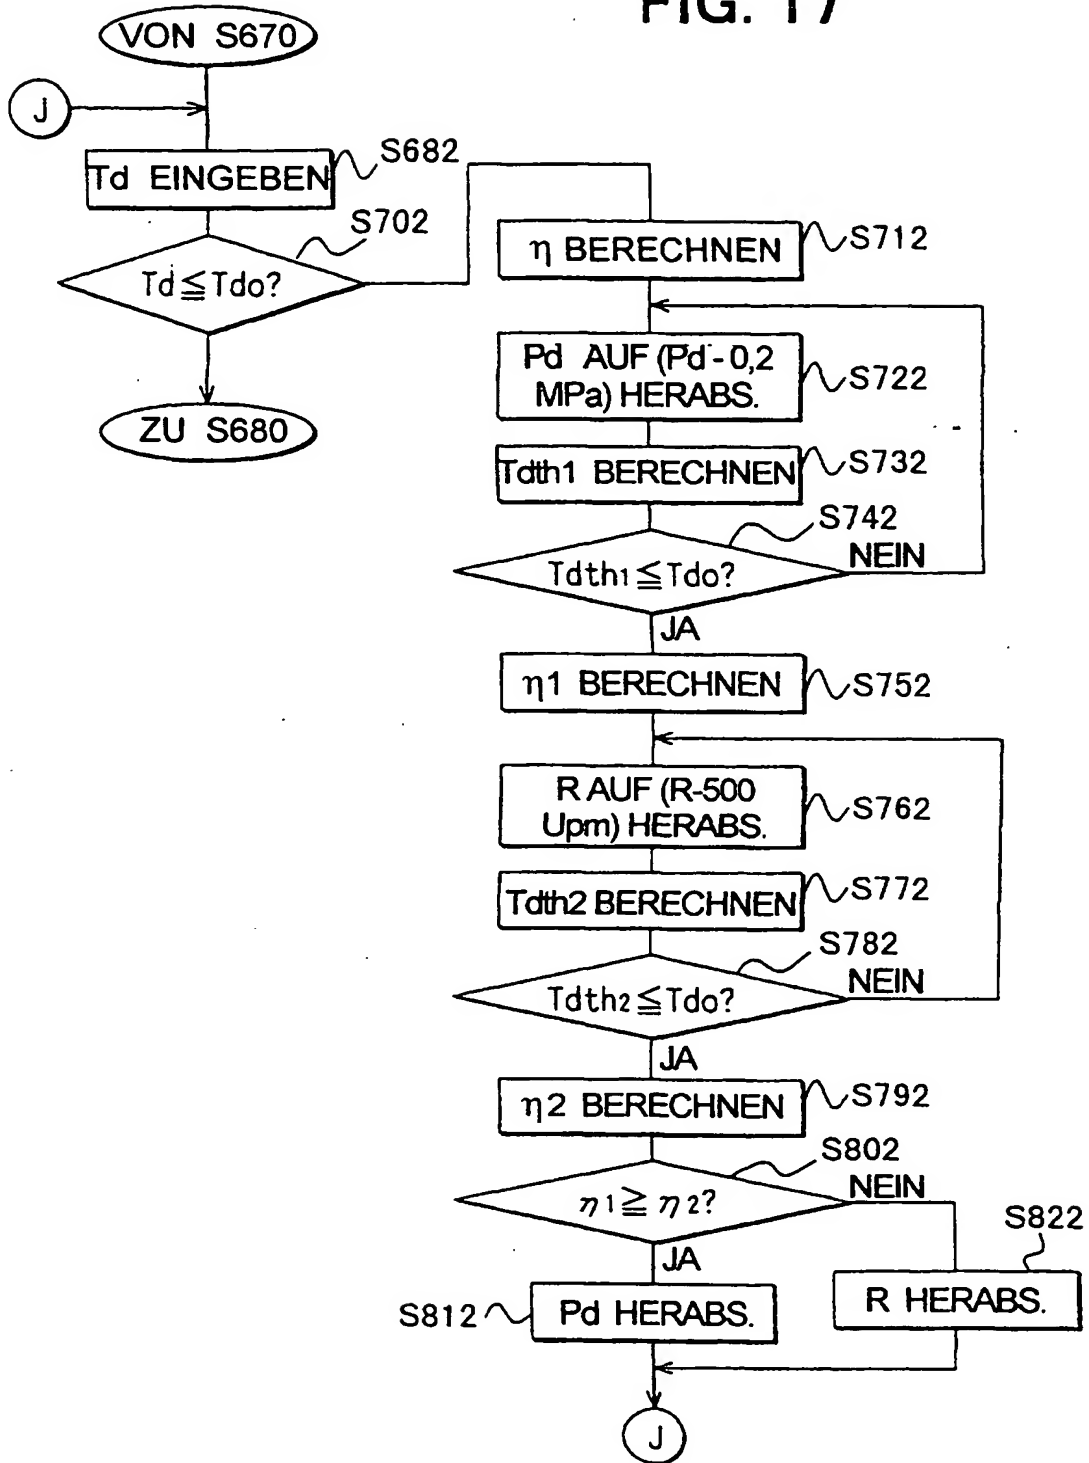 FIG. 17
VON S670
J
Td EINGEBEN
S682
S702
Td≦Tdo?
ZU S680
η BERECHNEN
S712
Pd AUF (Pd-0,2
MPa) HERABS.
S722
Tdth1 BERECHNEN
S732
S742
Tdth1≦Tdo?
NEIN
JA
η1 BERECHNEN
S752
R AUF (R-500
Upm) HERABS.
S762
Tdth2 BERECHNEN
S772
S782
Tdth2≦Tdo?
NEIN
JA
η2 BERECHNEN
S792
S802
η1≧η2?
NEIN
JA
S822
S812
Pd HERABS.
R HERABS.
J